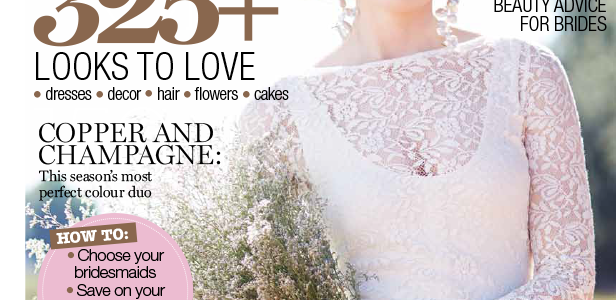 325+
BEAUTY ADVICE
FOR BRIDES
LOOKS TO LOVE
• dresses • decor • hair • flowers • cakes
COPPER AND
CHAMPAGNE:
This season's most
perfect colour duo
HOW TO:
• Choose your
bridesmaids
• Save on your